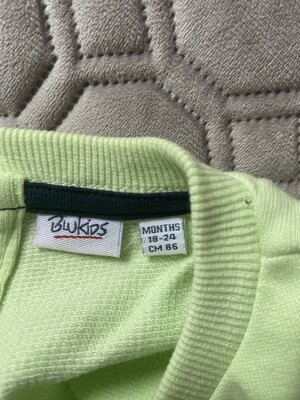 BluKids
MONTHS
18-24
CM 86